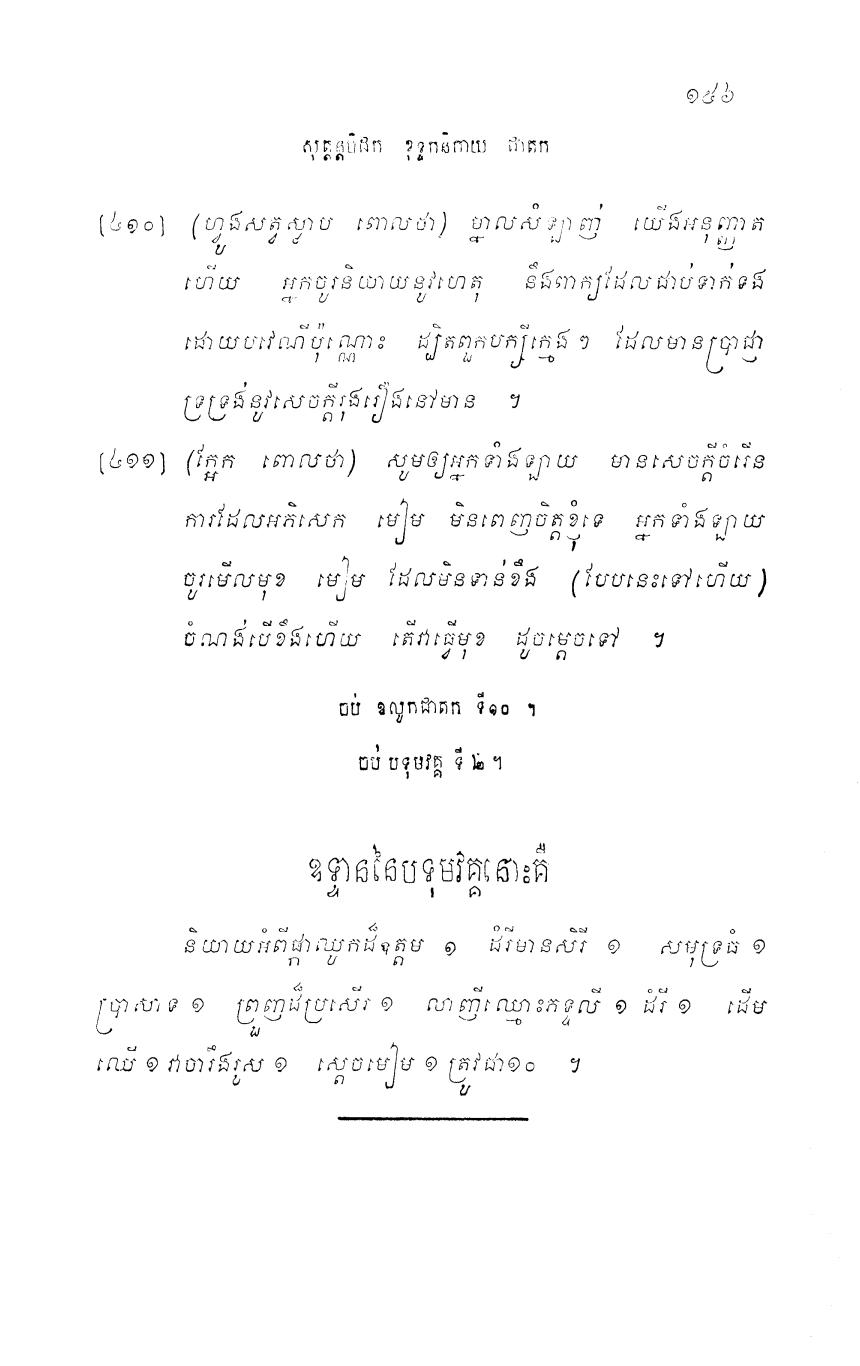 ១៤៦
សុត្តន្តបិដក ខុទ្ទកនិកាយ ជាតក
[៤១០] (ហ្វូងសត្វស្លាប ពោលថា) ម្នាលសំឡាញ់ យើងអនុញ្ញាត
ហើយ អ្នកចូរនិយាយនូវហេតុ នឹងពាក្យដែលជាប់ទាក់ទង
ដោយបវេណីប៉ុណ្ណោះ ដ្បិតពួកបក្សីក្មេងៗ ដែលមានប្រាជ្ញា
ទ្រទ្រង់នូវសេចក្តីរុងរឿងនៅមាន ។
[៤១១] (ក្អែក ពោលថា) សូមឲ្យអ្នកទាំងឡាយ មានសេចក្តីចំរើន
ការដែលអភិសេក មៀម មិនពេញចិត្តខ្ញុំទេ អ្នកទាំងឡាយ
ចូរមើលមុខ មៀម ដែលមិនទាន់ខឹង (បែបនេះទៅហើយ)
ចំណង់បើខឹងហើយ តើវាធ្វើមុខ ដូចម្តេចទៅ ។
ចប់ ឧលូកជាតក ទី១០ ។
ចប់ បទុមវគ្គ ទី ២ ។
ឧទ្ទាននៃបទុមវគ្គនោះគឺ
និយាយអំពីផ្កាឈូកដ៏ឧត្តម ១ ដំរីមានសិរី ១ សមុទ្រធំ ១
ប្រាសាទ ១ ព្រួញដ៏ប្រសើរ ១ លាញីឈ្មោះភទ្ទលី ១ ដំរី ១ ដើម
ឈើ ១ វាចារឹងរូស ១ ស្តេចមៀម ១ ត្រូវជា១០ ។